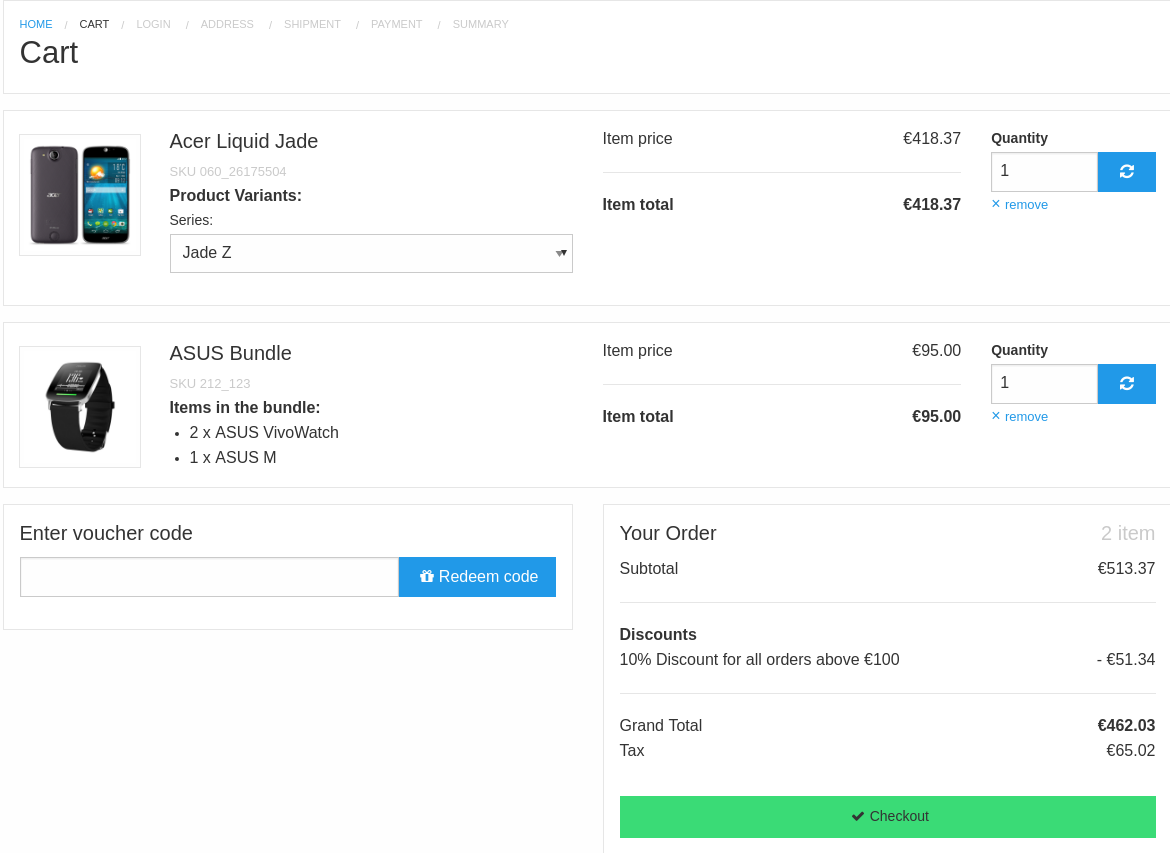 HOME / CART / LOGIN / ADDRESS / SHIPMENT / PAYMENT / SUMMARY
Cart
Acer Liquid Jade
SKU 060_26175504
Product Variants:
Series:
Jade Z
Item price €418.37
Item total €418.37
Quantity
1
× remove
ASUS Bundle
SKU 212_123
Items in the bundle:
• 2 x ASUS VivoWatch
• 1 x ASUS M
Item price €95.00
Item total €95.00
Quantity
1
× remove
Enter voucher code
Redeem code
Your Order 2 item
Subtotal €513.37
Discounts
10% Discount for all orders above €100 - €51.34
Grand Total €462.03
Tax €65.02
Checkout